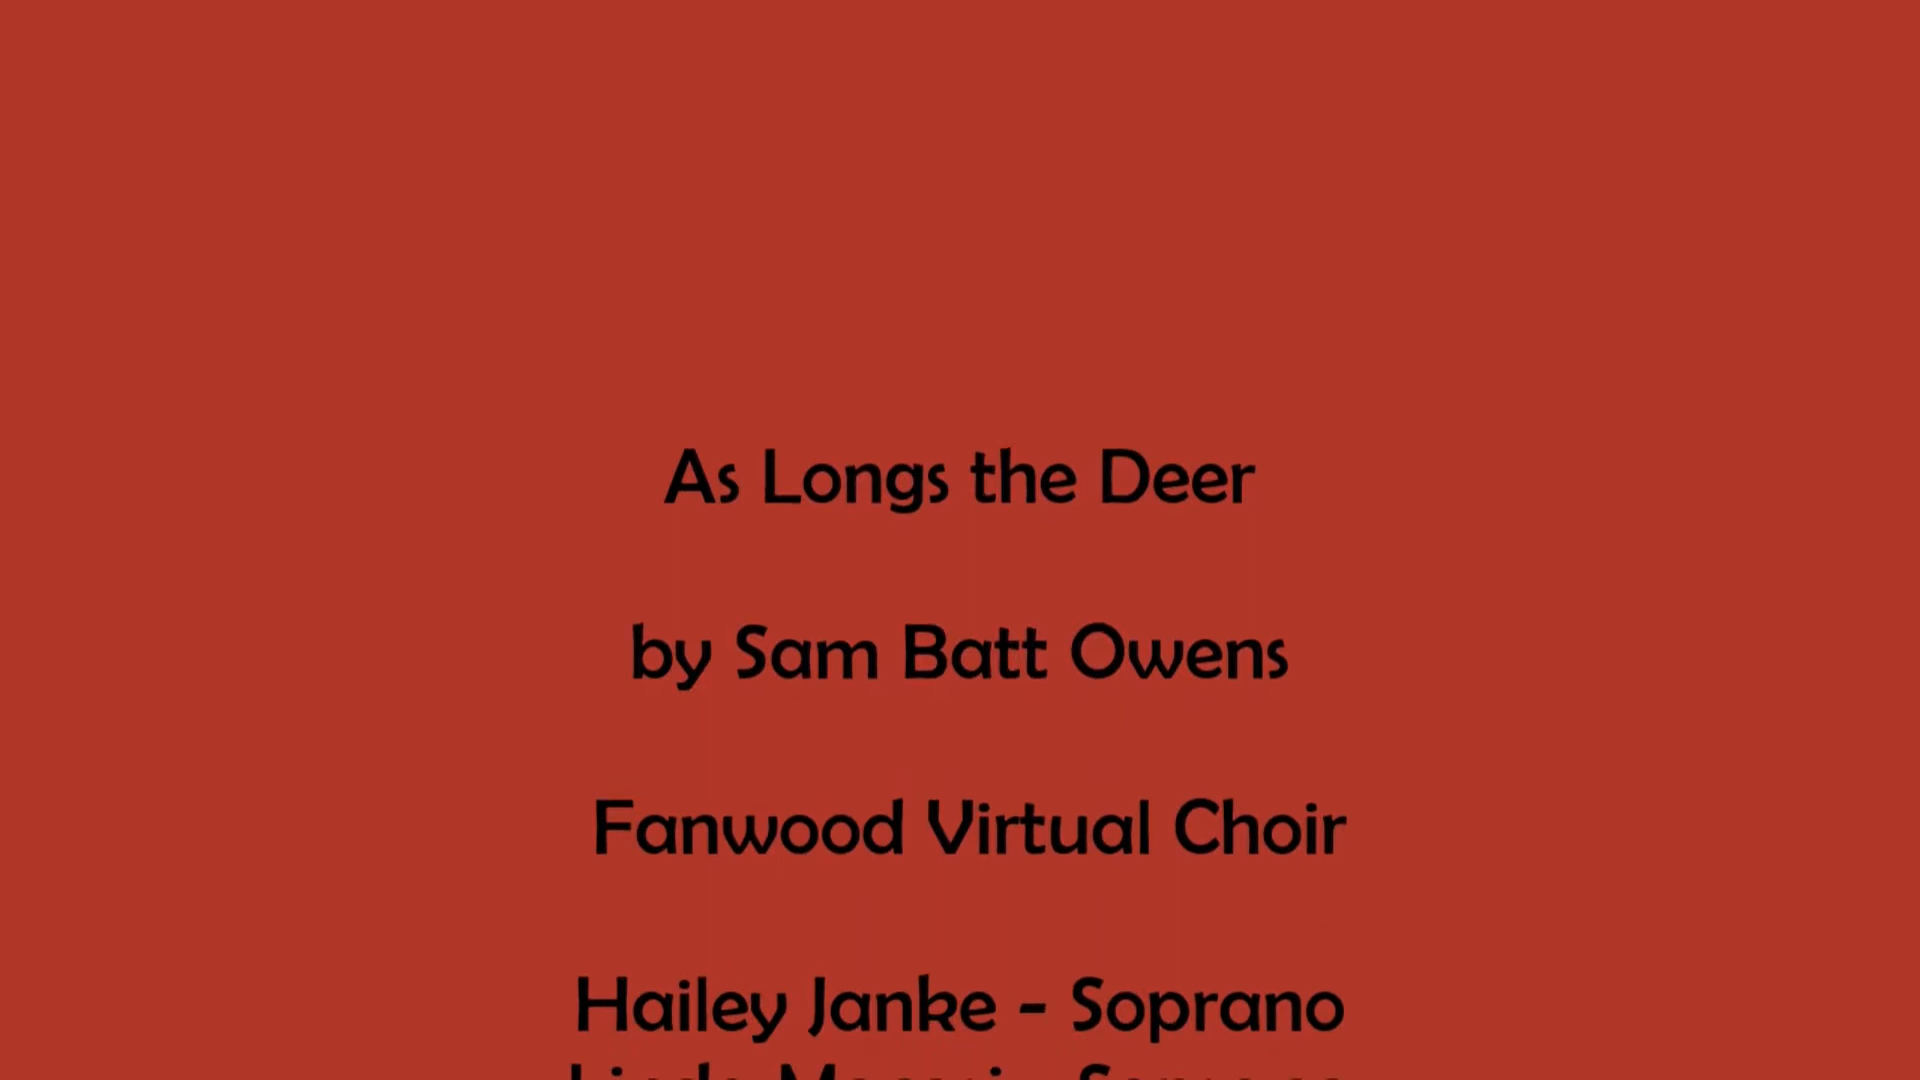 As Longs the Deer
by Sam Batt Owens
Fanwood Virtual Choir
Hailey Janke - Soprano